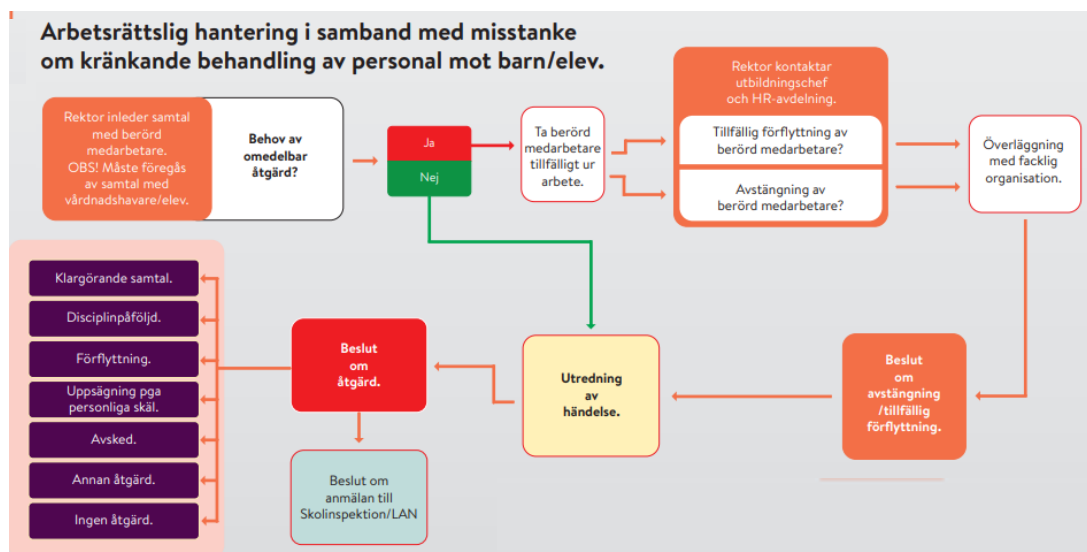 Arbetsrättslig hantering i samband med misstanke
om kränkande behandling av personal mot barn/elev.
Rektor inleder samtal
med berörd
medarbetare.
OBS! Måste föregås
av samtal med
vårdnadshavare/elev.
Behov av
omedelbar
åtgärd?
Ja
Nej
Ta berörd
medarbetare
tillfälligt ur
arbete.
Rektor kontaktar
utbildningschef
och HR-avdelning.
Tillfällig förflyttning av
berörd medarbetare?
Avstängning av
berörd medarbetare?
Överläggning
med facklig
organisation.
Beslut
om
avstängning
/tillfällig
förflyttning.
Utredning
av
händelse.
Beslut
om
åtgärd.
Beslut om
anmälan till
Skolinspektion/LAN
Klargörande samtal.
Disciplinpåföljd.
Förflyttning.
Uppsägning pga
personliga skäl.
Avsked.
Annan åtgärd.
Ingen åtgärd.